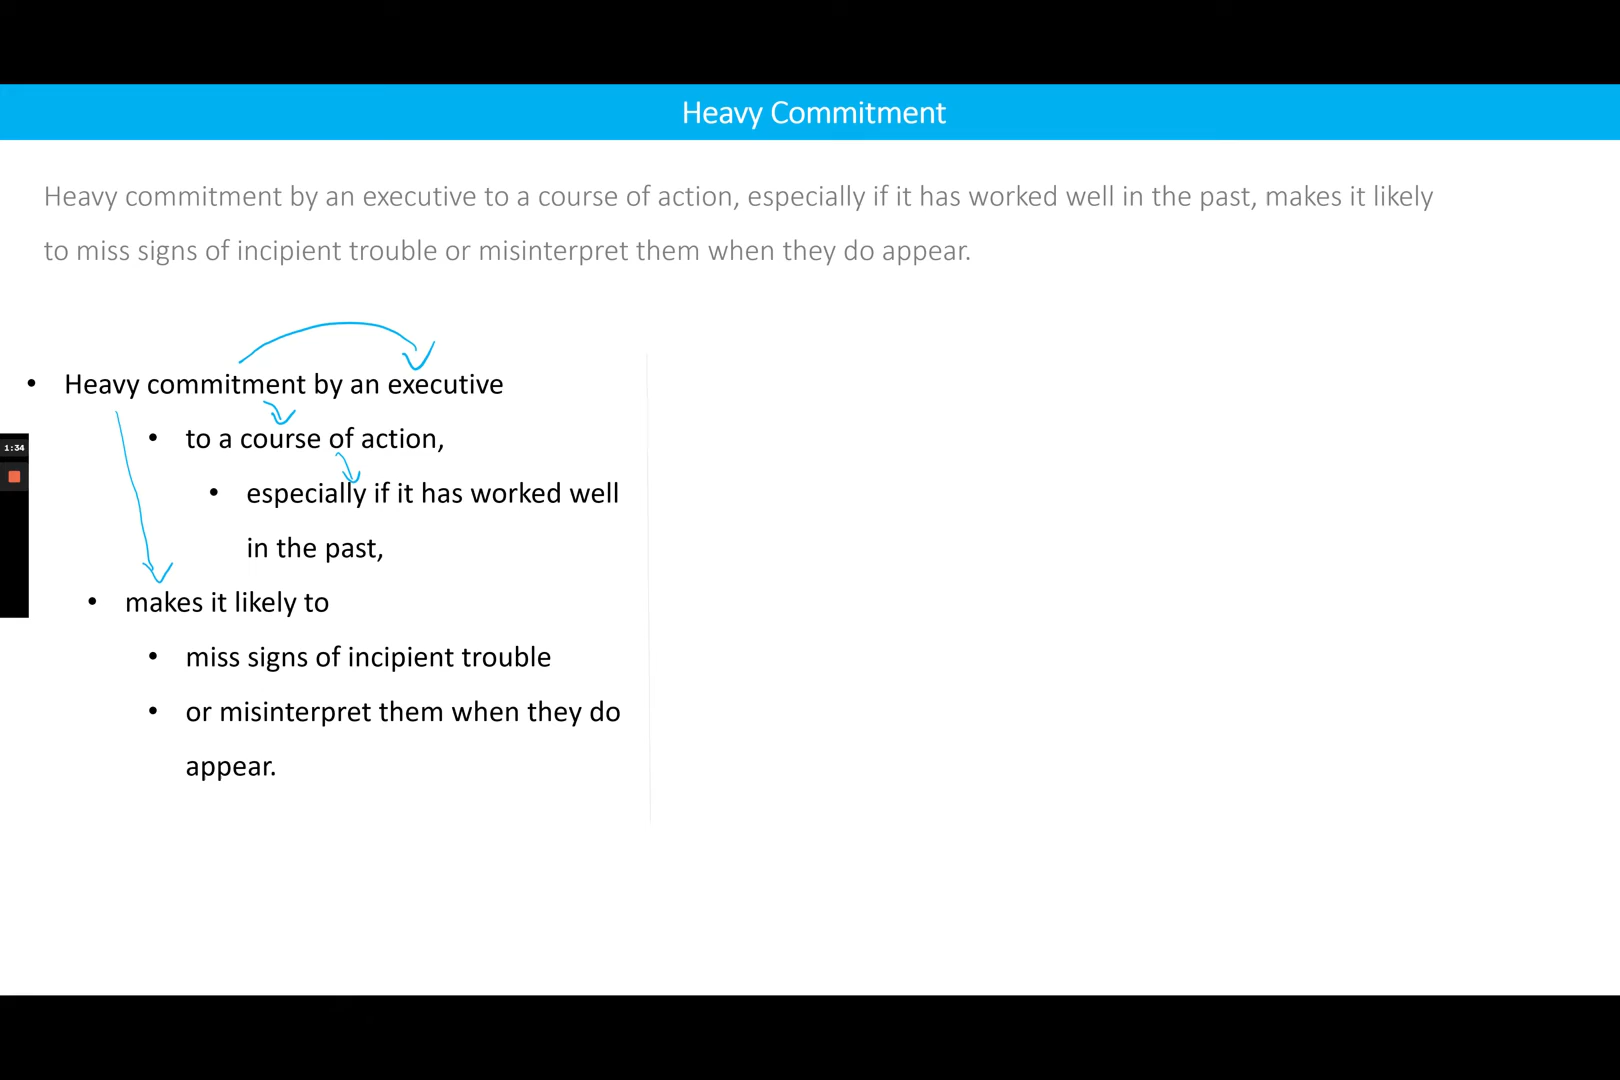 Heavy Commitment
Heavy commitment by an executive to a course of action, especially if it has worked well in the past, makes it likely
to miss signs of incipient trouble or misinterpret them when they do appear.
• Heavy commitment by an executive
• to a course of action,
• especially if it has worked well
in the past,
• makes it likely to
• miss signs of incipient trouble
• or misinterpret them when they do
appear.
1:34